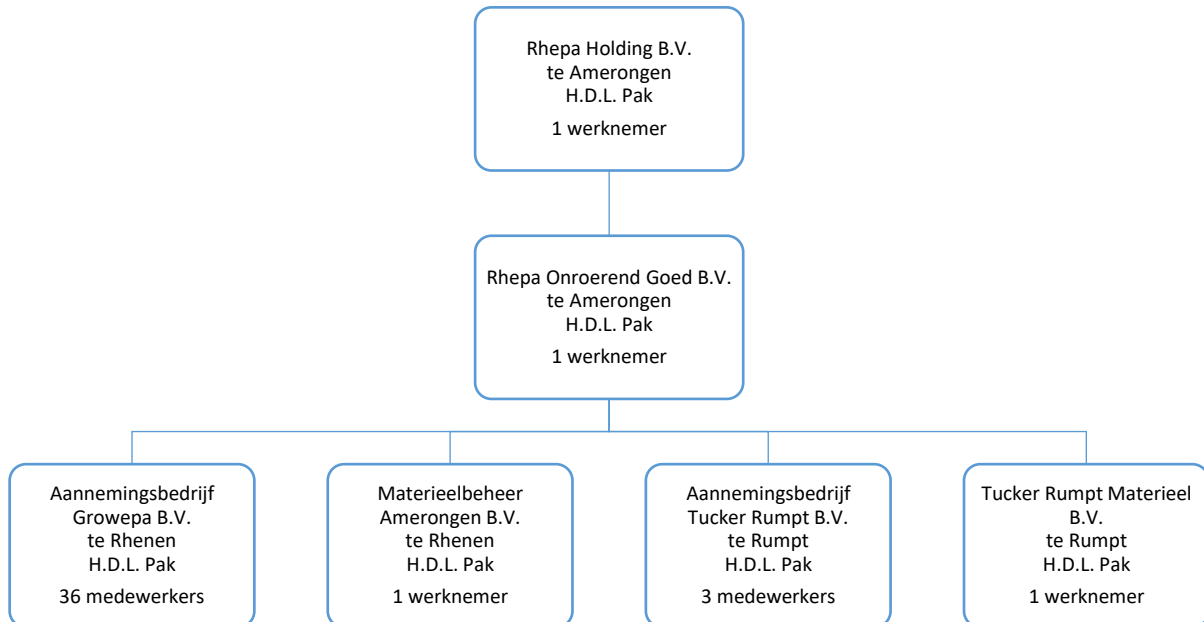 Rhepa Holding B.V.
te Amerongen
H.D.L. Pak
1 werknemer
Rhepa Onroerend Goed B.V.
te Amerongen
H.D.L. Pak
1 werknemer
Aannemingsbedrijf
Growepa B.V.
te Rhenen
H.D.L. Pak
36 medewerkers
Materieelbeheer
Amerongen B.V.
te Rhenen
H.D.L. Pak
1 werknemer
Aannemingsbedrijf
Tucker Rumpt B.V.
te Rumpt
H.D.L. Pak
3 medewerkers
Tucker Rumpt Materieel
B.V.
te Rumpt
H.D.L. Pak
1 werknemer